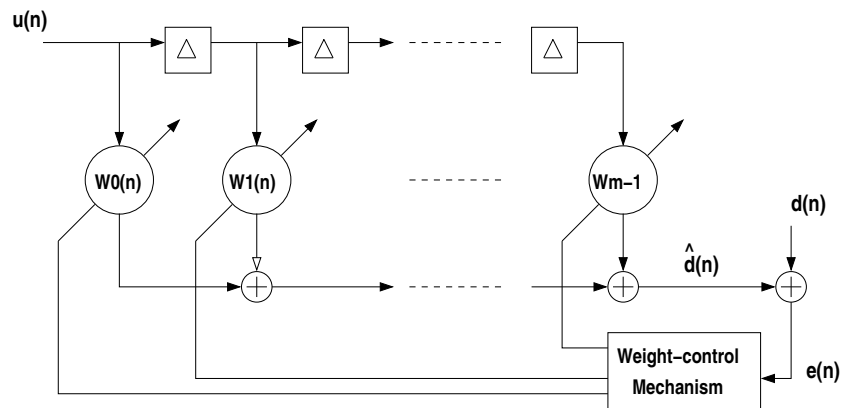 u(n)
△ △ △
W0(n) W1(n) Wm-1
d(n)
^
d(n)
Weight-control
Mechanism
e(n)